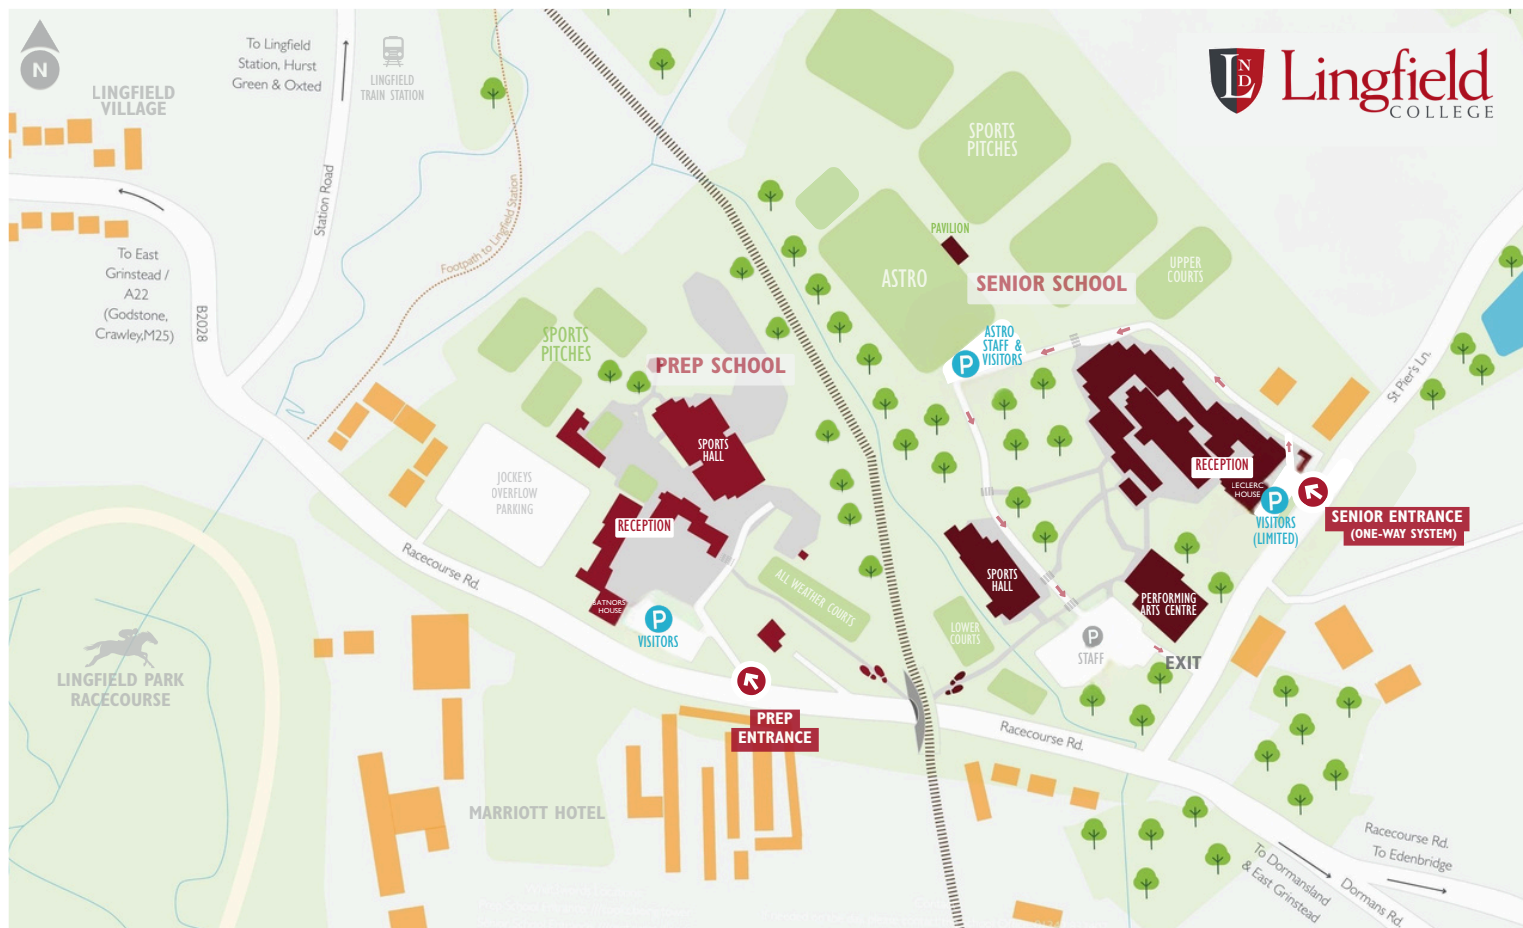 N
To Lingfield
Station, Hurst
Green & Oxted
LINGFIELD
TRAIN STATION
LINGFIELD
VILLAGE
Station Road
Footpath to Lingfield Station
To East
Grinstead /
A22
(Godstone,
Crawley,M25)
B2028
L
N
D
Lingfield
COLLEGE
SPORTS
PITCHES
PAVILION
ASTRO
SENIOR SCHOOL
UPPER
COURTS
ASTRO
STAFF &
VISITORS
P
St Pier's Ln.
SPORTS
PITCHES
PREP SCHOOL
SPORTS
HALL
JOCKEYS
OVERFLOW
PARKING
RECEPTION
BATNORS
HOUSE
P
VISITORS
ALL WEATHER COURTS
Racecourse Rd.
RECEPTION
LECLERC
HOUSE
P
VISITORS
(LIMITED)
SENIOR ENTRANCE
(ONE-WAY SYSTEM)
SPORTS
HALL
PERFORMING
ARTS CENTRE
LOWER
COURTS
P
STAFF
EXIT
LINGFIELD PARK
RACECOURSE
PREP
ENTRANCE
MARRIOTT HOTEL
Racecourse Rd.
Racecourse Rd.
To Edenbridge
To Dormansland
& East Grinstead
Dormans Rd.